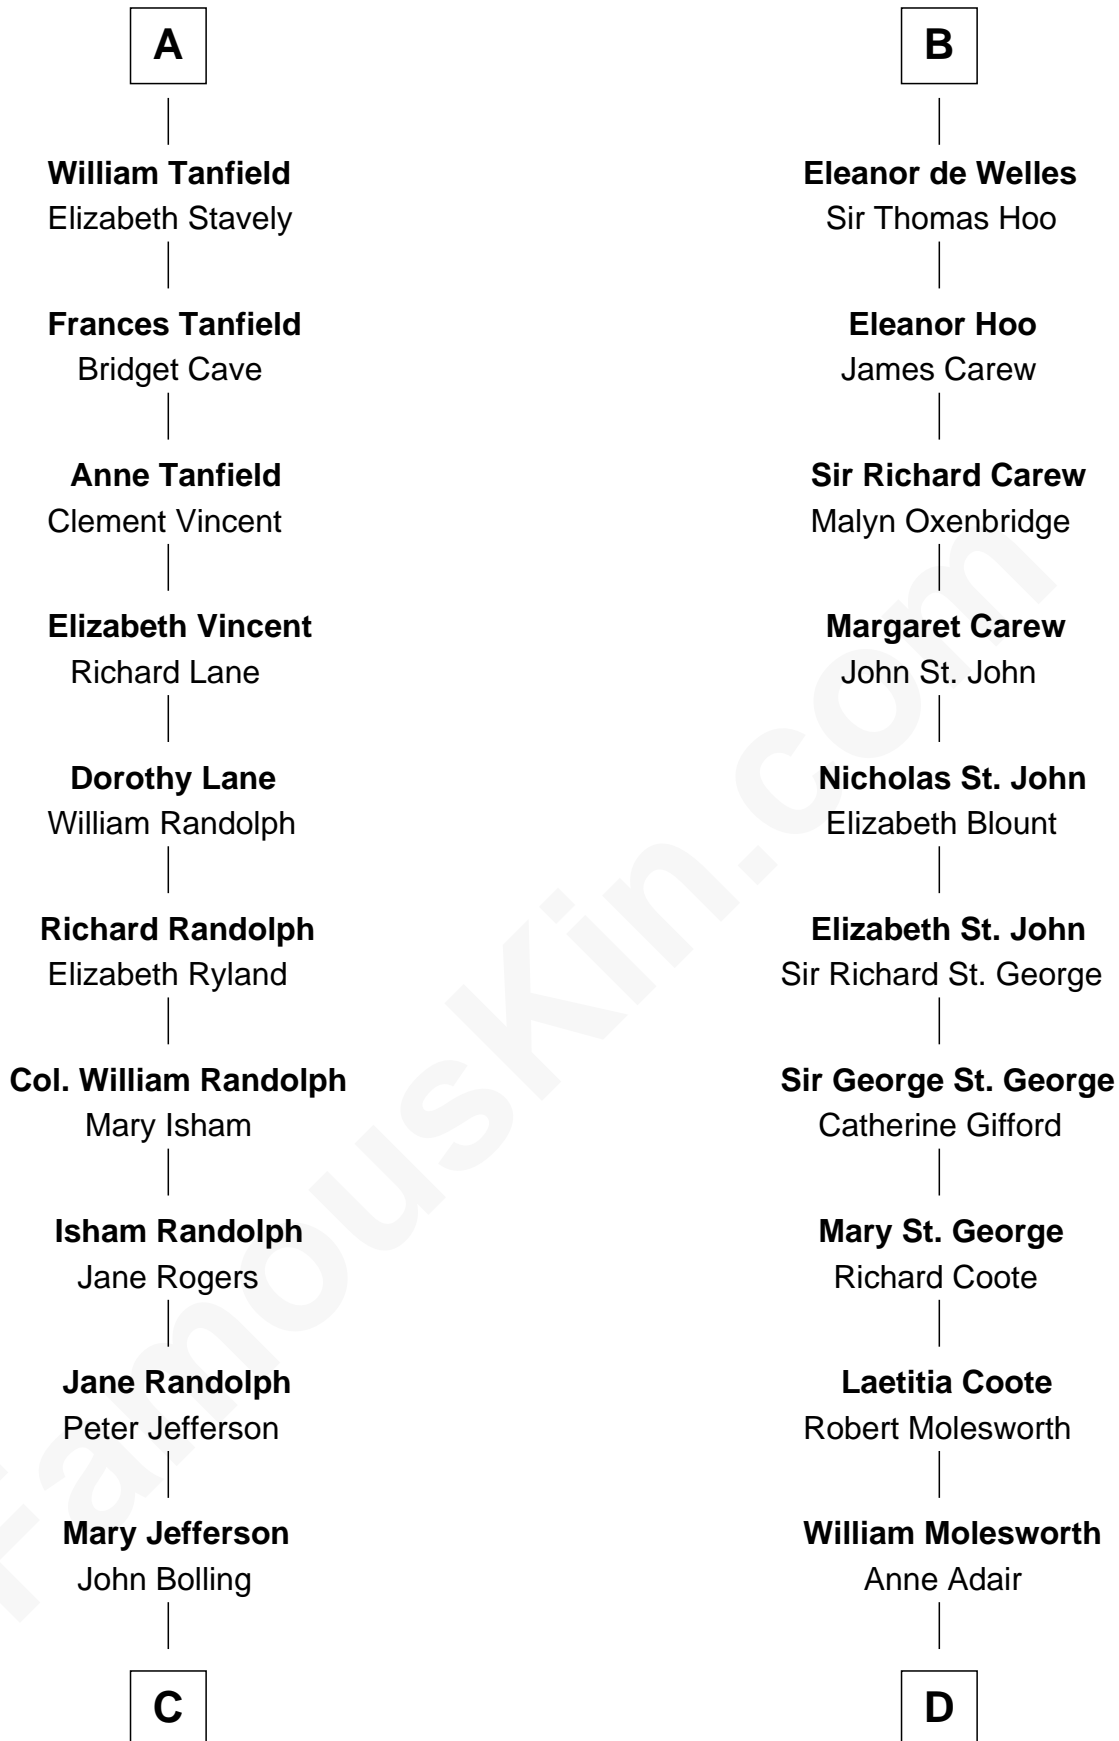 A
William Tanfield
Elizabeth Stavely
Frances Tanfield
Bridget Cave
Anne Tanfield
Clement Vincent
Elizabeth Vincent
Richard Lane
Dorothy Lane
William Randolph
Richard Randolph
Elizabeth Ryland
Col. William Randolph
Mary Isham
Isham Randolph
Jane Rogers
Jane Randolph
Peter Jefferson
Mary Jefferson
John Bolling
C
B
Eleanor de Welles
Sir Thomas Hoo
Eleanor Hoo
James Carew
Sir Richard Carew
Malyn Oxenbridge
Margaret Carew
John St. John
Nicholas St. John
Elizabeth Blount
Elizabeth St. John
Sir Richard St. George
Sir George St. George
Catherine Gifford
Mary St. George
Richard Coote
Laetitia Coote
Robert Molesworth
William Molesworth
Anne Adair
D
FamousKin.com